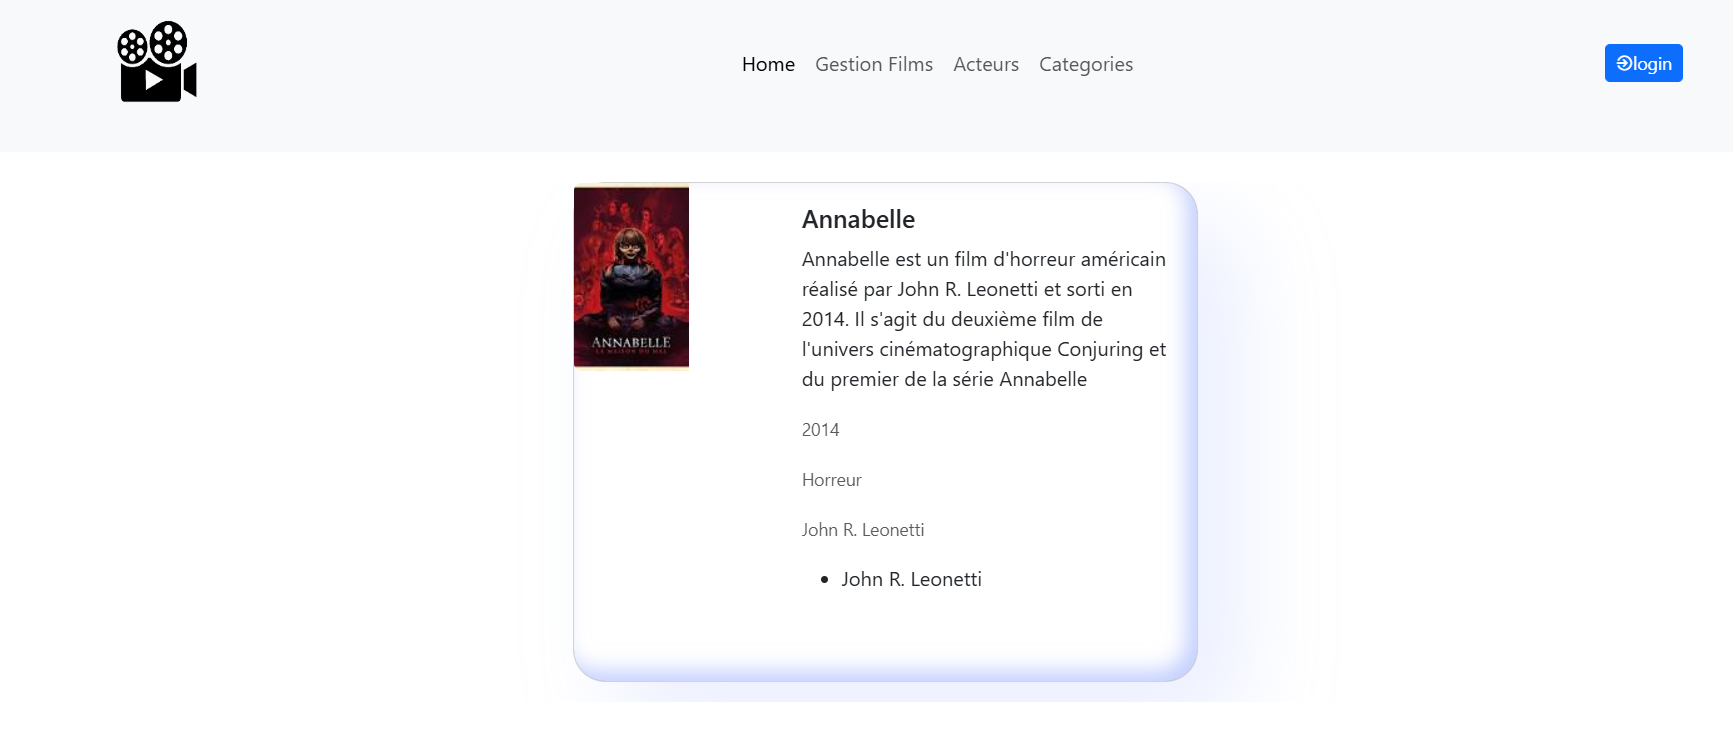 Home Gestion Films Acteurs Categories login
ANNABELLE
LA MAISON DU MAL
Annabelle
Annabelle est un film d'horreur américain
réalisé par John R. Leonetti et sorti en
2014. Il s'agit du deuxième film de
l'univers cinématographique Conjuring et
du premier de la série Annabelle
2014
Horreur
John R. Leonetti
• John R. Leonetti